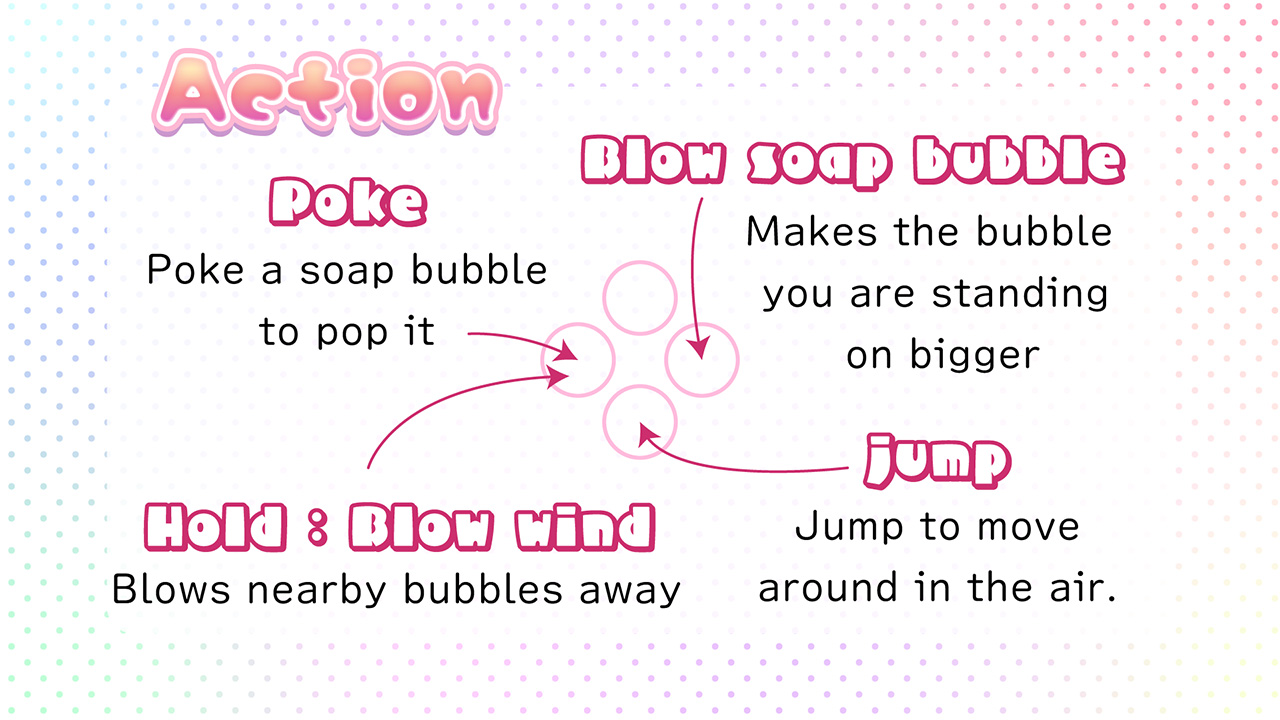 Action
Poke
Poke a soap bubble
to pop it
Blow soap bubble
Makes the bubble
you are standing
on bigger
Hold : Blow wind
Blows nearby bubbles away
jump
Jump to move
around in the air.